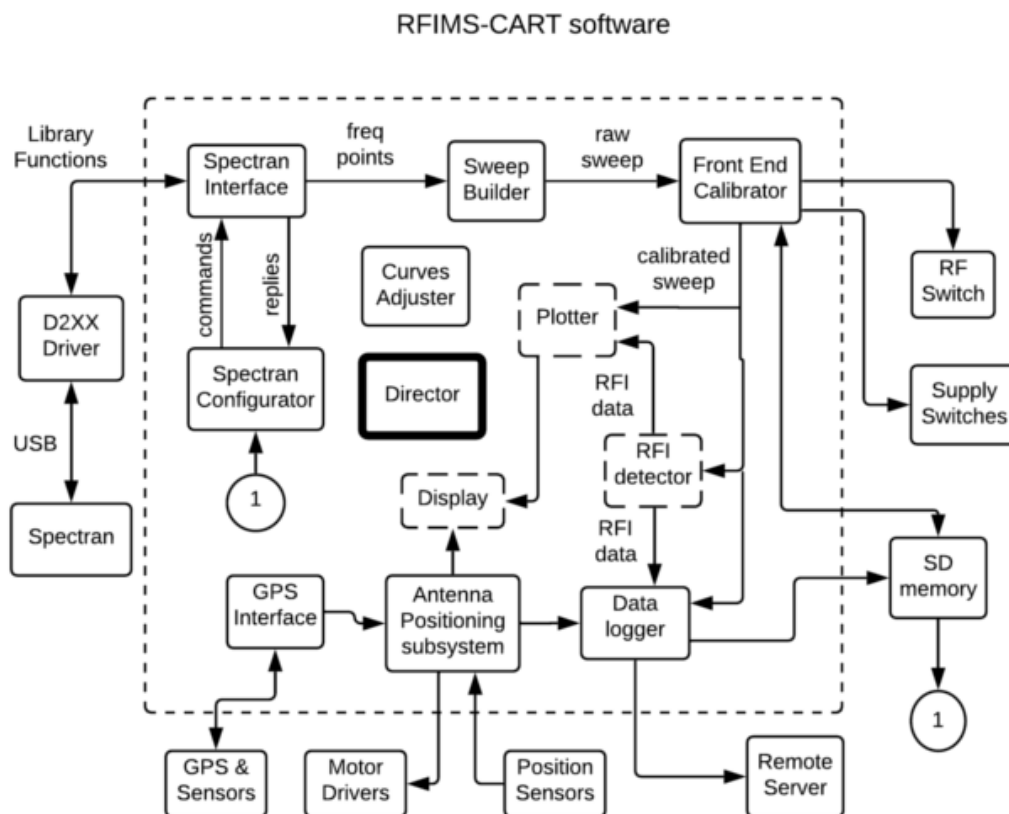 RFIMS-CART software
Library
Functions
Spectran
Interface
freq
points
Sweep
Builder
raw
sweep
Front End
Calibrator
commands
replies
Curves
Adjuster
calibrated
sweep
RF
Switch
D2XX
Driver
Plotter
Spectran
Configurator
Director
RFI
data
Supply
Switches
USB
RFI
detector
1
Display
Spectran
RFI
data
SD
memory
GPS
Interface
Antenna
Positioning
subsystem
Data
logger
1
GPS &
Sensors
Motor
Drivers
Position
Sensors
Remote
Server